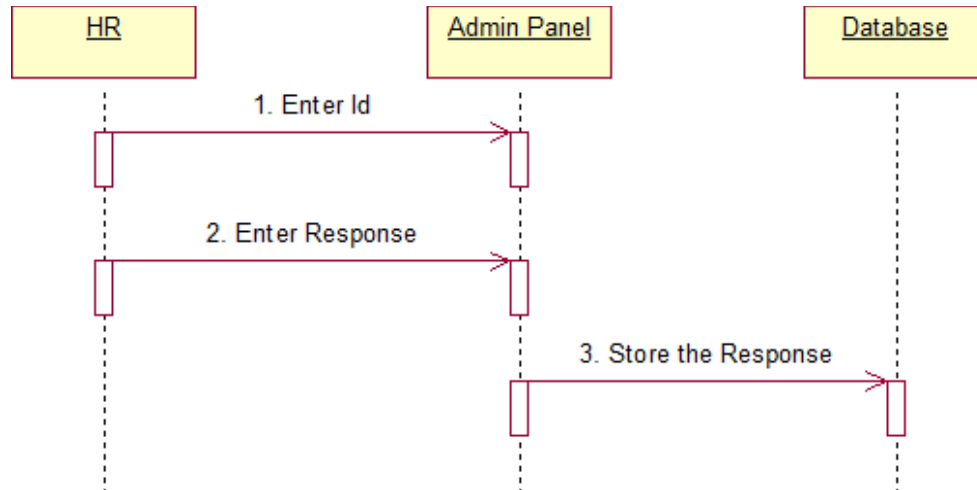 HR
Admin Panel
Database
1. Enter Id
2. Enter Response
3. Store the Response